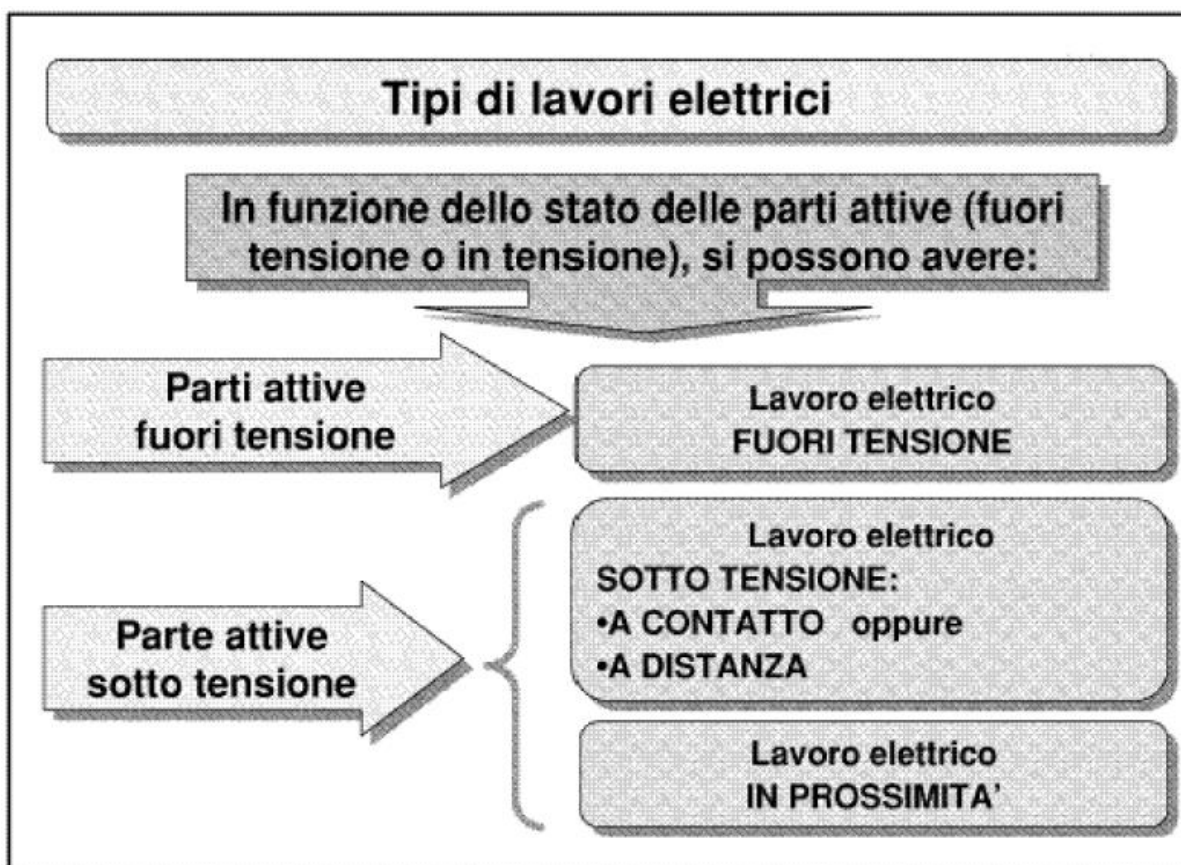 Tipi di lavori elettrici
In funzione dello stato delle parti attive (fuori
tensione o in tensione), si possono avere:
Parti attive
fuori tensione
Lavoro elettrico
FUORI TENSIONE
Parte attive
sotto tensione
Lavoro elettrico
SOTTO TENSIONE:
•A CONTATTO oppure
•A DISTANZA
Lavoro elettrico
IN PROSSIMITA'